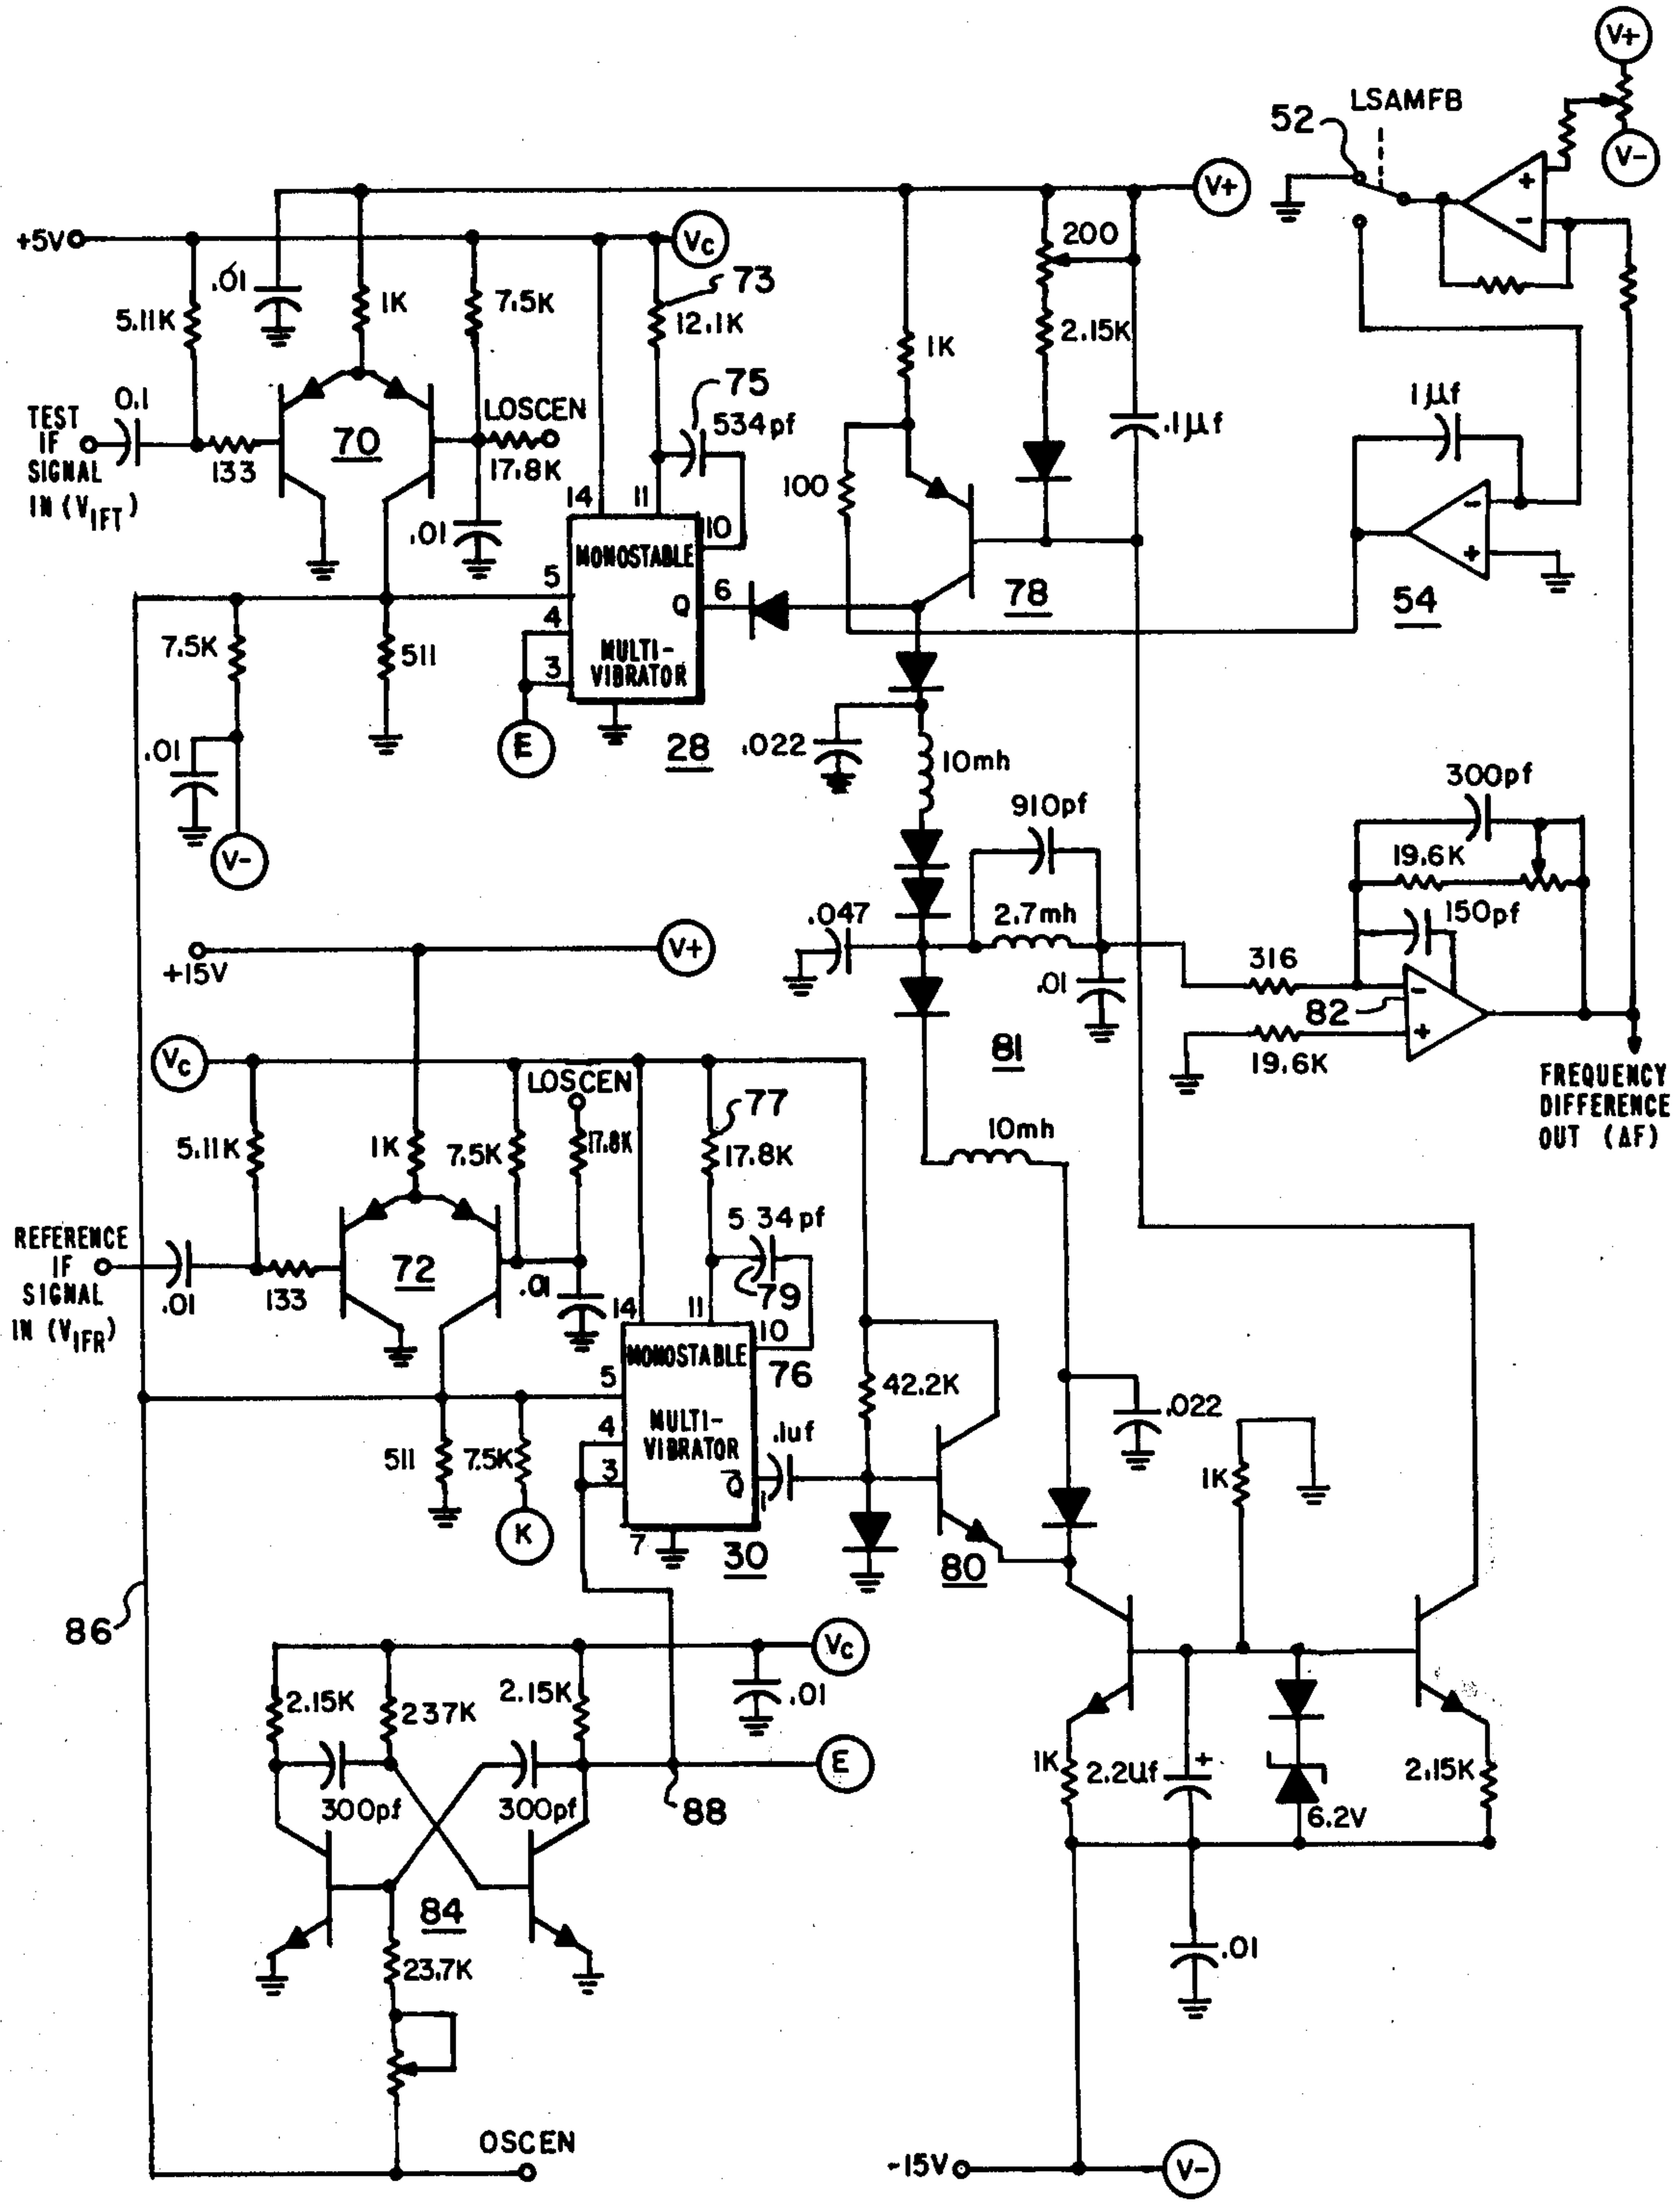 V+
LSAMFB
52
V-
+
-
V+
+5V
Vc
200
73
.01
1K
7.5K
5.11K
12.1K
2.15K
1K
75
0.1
LOSCEN
1µf
TEST
IF
SIGNAL
IN (VIFT)
70
534pf
.1µf
133
17.8K
100
14
11
-
.01
10
MONOSTABLE
+
5
78
54
Q
6
4
7.5K
511
MULTI-
VIBRATOR
3
E
28
.022
.01
10mh
300pf
910pf
V-
19.6K
.047
2.7mh
150pf
+15V
V+
316
.01
-
82
+
81
19.6K
Vc
LOSCEN
FREQUENCY
DIFFERENCE
OUT (ΔF)
77
10mh
5.11K
1K
7.5K
17.8K
17.8K
5 34pf
REFERENCE
IF
SIGNAL
IN (VIFR)
72
.01
.01
133
79
14
11
10
MONOSTABLE
76
5
42.2K
.022
4
MULTI-
VIBRATOR
.1uf
511
7.5K
1K
3
Q
1
K
7
30
80
86
Vc
2.15K
237K
2.15K
.01
1K
2.2uf
+
2.15K
E
300pf
300pf
88
6.2V
84
23.7K
.01
OSCEN
-15V
V-